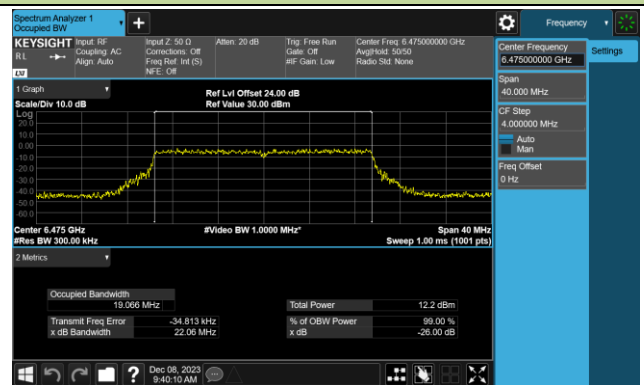 Spectrum Analyzer 1
Occupied BW
Frequency
KEYSIGHT
Input: RF
Input Z: 50 Ω
Atten: 20 dB
Trig: Free Run
Center Freq: 6.475000000 GHz
RL
Coupling: AC
Corrections: Off
Gate: Off
Avg|Hold: 50/50
Align: Auto
Freq Ref: Int (S)
#IF Gain: Low
Radio Std: None
NFE: Off
LXI
Center Frequency
6.475000000 GHz
Settings
Span
40.000 MHz
CF Step
4.000000 MHz
Auto
Man
Freq Offset
0 Hz
1 Graph
Ref Lvl Offset 24.00 dB
Scale/Div 10.0 dB
Ref Value 30.00 dBm
Log
20.0
10.0
0.00
-10.0
-20.0
-30.0
-40.0
-50.0
-60.0
Center 6.475 GHz
#Video BW 1.0000 MHz*
Span 40 MHz
#Res BW 300.00 kHz
Sweep 1.00 ms (1001 pts)
2 Metrics
Occupied Bandwidth
19.066 MHz
Total Power
12.2 dBm
Transmit Freq Error
-34.813 kHz
% of OBW Power
99.00 %
x dB Bandwidth
22.06 MHz
x dB
-26.00 dB
?
Dec 08, 2023
9:40:10 AM